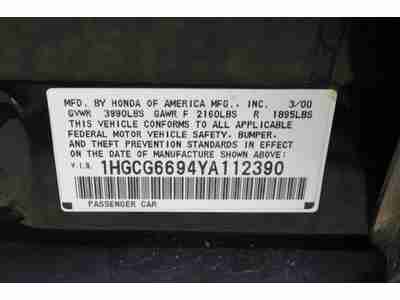 MFD. BY HONDA OF AMERICA MFG., INC. 3/00
GVWR 3990LBS GAWR F 2160LBS R 1895LBS
THIS VEHICLE CONFORMS TO ALL APPLICABLE
FEDERAL MOTOR VEHICLE SAFETY, BUMPER,
AND THEFT PREVENTION STANDARDS IN EFFECT
ON THE DATE OF MANUFACTURE SHOWN ABOVE.
V.I.N. 1HGCG6694YA112390
PASSENGER CAR